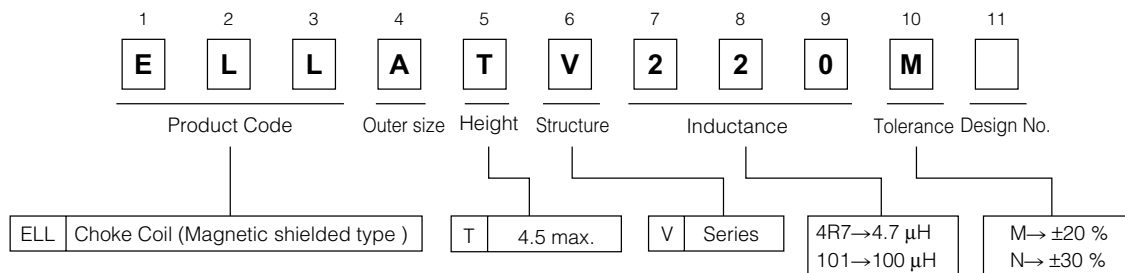 1 2 3 4 5 6 7 8 9 10 11
E L L A T V 2 2 0 M
Product Code Outer size Height Structure Inductance Tolerance Design No.
ELL Choke Coil (Magnetic shielded type ) T 4.5 max. V Series 4R7→4.7 µH M→ ±20 %
101→100 µH N→ ±30 %